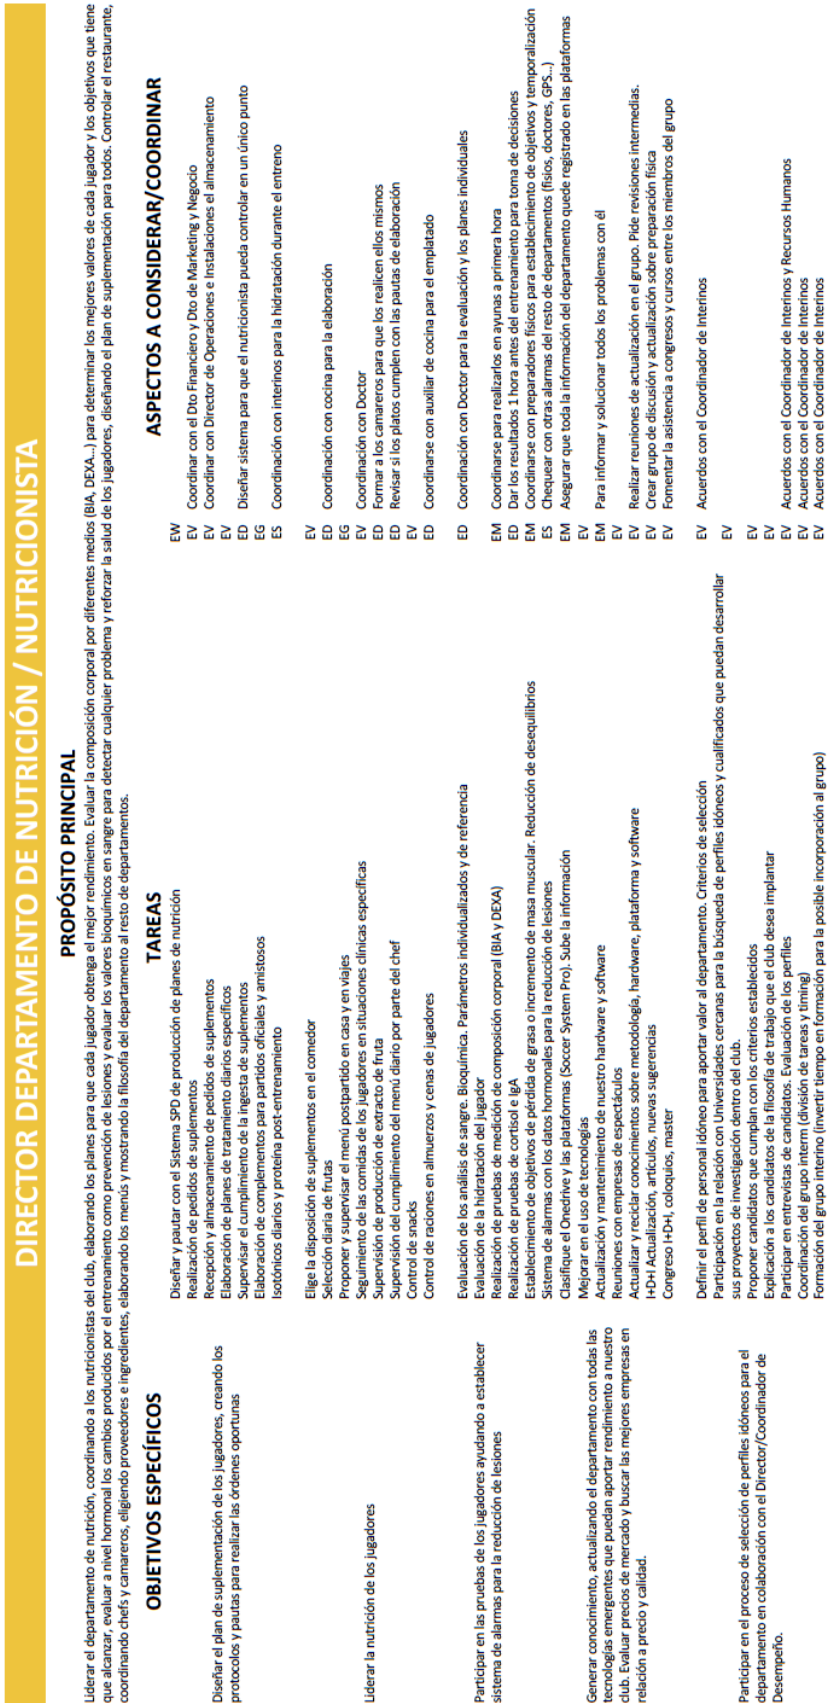 DIRECTOR DEPARTAMENTO DE NUTRICIÓN / NUTRICIONISTA
PROPÓSITO PRINCIPAL
Liderar el departamento de nutrición, coordinando a los nutricionistas del club, elaborando los planes para que cada jugador obtenga el mejor rendimiento. Evaluar la composición corporal por diferentes medios (BIA, DEXA…) para determinar los mejores valores de cada jugador y los objetivos que tiene
que alcanzar, evaluar a nivel hormonal los cambios producidos por el entrenamiento como prevención de lesiones y evaluar los valores bioquímicos en sangre para detectar cualquier problema y reforzar la salud de los jugadores, diseñando el plan de suplementación para todos. Controlar el restaurante,
coordinando chefs y camareros, eligiendo proveedores e ingredientes, elaborando los menús y mostrando la filosofía del departamento al resto de departamentos.
OBJETIVOS ESPECÍFICOS TAREAS ASPECTOS A CONSIDERAR/COORDINAR
Diseñar el plan de suplementación de los jugadores, creando los
protocolos y pautas para realizar las órdenes oportunas
Diseñar y pautar con el Sistema SPD de producción de planes de nutrición EW
Realización de pedidos de suplementos EV Coordinar con el Dto Financiero y Dto de Marketing y Negocio
Recepción y almacenamiento de pedidos de suplementos EV Coordinar con Director de Operaciones e Instalaciones el almacenamiento
Elaboración de planes de tratamiento diarios específicos EV
Supervisar el cumplimiento de la ingesta de suplementos ED Diseñar sistema para que el nutricionista pueda controlar en un único punto
Elaboración de complementos para partidos oficiales y amistosos EG
Isotónicos diarios y proteína post-entrenamiento ES Coordinación con interinos para la hidratación durante el entreno
Liderar la nutrición de los jugadores
Elige la disposición de suplementos en el comedor EV
Selección diaria de frutas ED Coordinación con cocina para la elaboración
Proponer y supervisar el menú postpartido en casa y en viajes EG
Seguimiento de las comidas de los jugadores en situaciones clínicas específicas EV Coordinación con Doctor
Supervisión de producción de extracto de fruta ED Formar a los camareros para que los realicen ellos mismos
Supervisión del cumplimiento del menú diario por parte del chef ED Revisar si los platos cumplen con las pautas de elaboración
Control de snacks EV
Control de raciones en almuerzos y cenas de jugadores ED Coordinarse con auxiliar de cocina para el emplatado
Participar en las pruebas de los jugadores ayudando a establecer
sistema de alarmas para la reducción de lesiones
Evaluación de los análisis de sangre. Bioquímica. Parámetros individualizados y de referencia ED Coordinación con Doctor para la evaluación y los planes individuales
Evaluación de la hidratación del jugador
Realización de pruebas de medición de composición corporal (BIA y DEXA) EM Coordinarse para realizarlos en ayunas a primera hora
Realización de pruebas de cortisol e IgA ED Dar los resultados 1 hora antes del entrenamiento para toma de decisiones
Establecimiento de objetivos de pérdida de grasa o incremento de masa muscular. Reducción de desequilibrios EM Coordinarse con preparadores físicos para establecimiento de objetivos y temporalización
Sistema de alarmas con los datos hormonales para la reducción de lesiones ES Chequear con otras alarmas del resto de departamentos (fisios, doctores, GPS…)
Clasifique el Onedrive y las plataformas (Soccer System Pro). Sube la información EM Asegurar que toda la información del departamento quede registrado en las plataformas
Generar conocimiento, actualizando el departamento con todas las
tecnologías emergentes que puedan aportar rendimiento a nuestro
club. Evaluar precios de mercado y buscar las mejores empresas en
relación a precio y calidad.
Mejorar en el uso de tecnologías EV
Actualización y mantenimiento de nuestro hardware y software EM Para informar y solucionar todos los problemas con él
Reuniones con empresas de espectáculos EV
Actualizar y reciclar conocimientos sobre metodología, hardware, plataforma y software EV Realizar reuniones de actualización en el grupo. Pide revisiones intermedias.
I+D+I Actualización, artículos, nuevas sugerencias EV Crear grupo de discusión y actualización sobre preparación física
Congreso I+D+I, coloquios, master EV Fomentar la asistencia a congresos y cursos entre los miembros del grupo
Participar en el proceso de selección de perfiles idóneos para el
departamento en colaboración con el Director/Coordinador de
Desempeño.
Definir el perfil de personal idóneo para aportar valor al departamento. Criterios de selección EV Acuerdos con el Coordinador de Interinos
Participación en la relación con Universidades cercanas para la búsqueda de perfiles idóneos y cualificados que puedan desarrollar EV
sus proyectos de investigación dentro del club.
Proponer candidatos que cumplan con los criterios establecidos EV
Explicación a los candidatos de la filosofía de trabajo que el club desea implantar EV
Participar en entrevistas de candidatos. Evaluación de los perfiles EV Acuerdos con el Coordinador de Interinos y Recursos Humanos
Coordinación del grupo interm (división de tareas y timing) EV Acuerdos con el Coordinador de Interinos
Formación del grupo interino (invertir tiempo en formación para la posible incorporación al grupo) EV Acuerdos con el Coordinador de Interinos